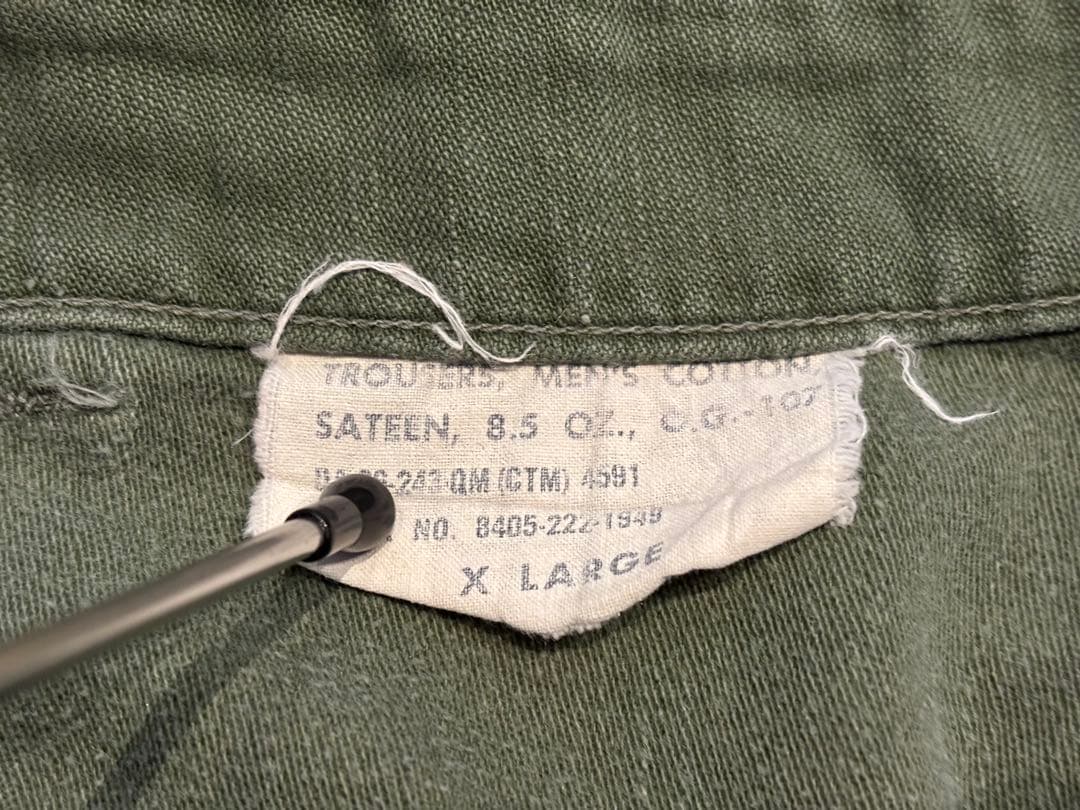 TROUSERS, MEN'S COTTON,
SATEEN, 8.5 OZ., O.G.-107
-243-QM (CTM) 4591
NO. 8405-222-1949
X LARGE